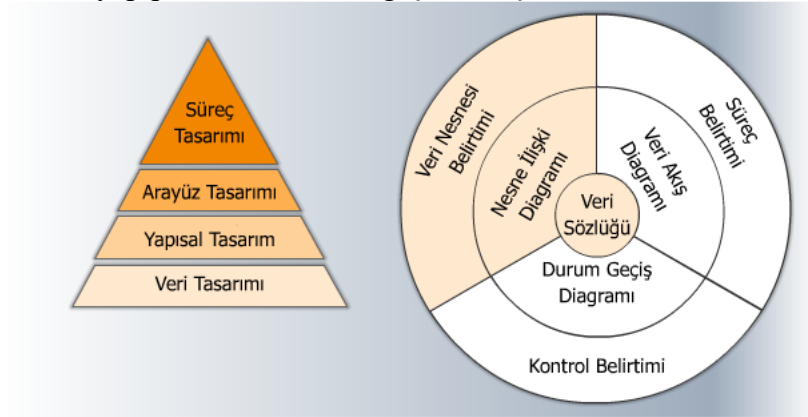 Süreç
Tasarımı
Arayüz Tasarımı
Yapısal Tasarım
Veri Tasarımı
Veri Nesnesi
Belirtimi
Nesne İlişki
Diagramı
Veri Akış
Diagramı
Süreç
Belirtimi
Veri
Sözlüğü
Durum Geçiş
Diagramı
Kontrol Belirtimi